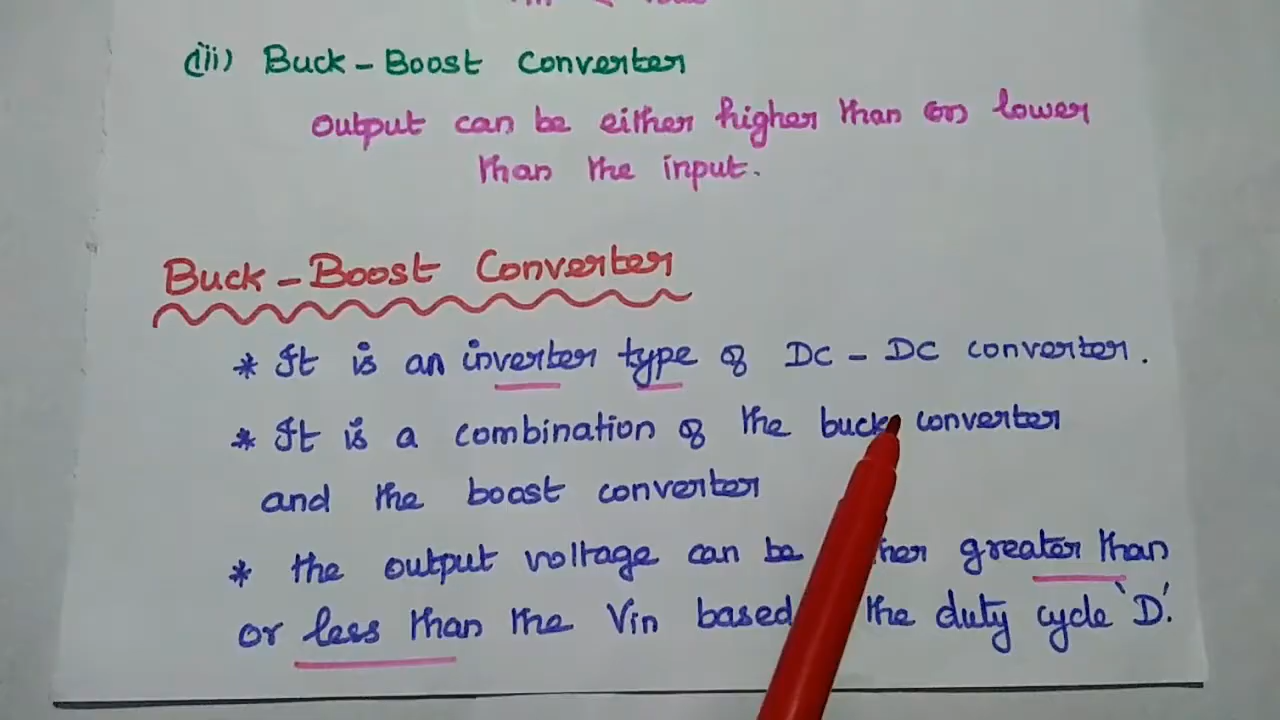 (iii) Buck-Boost Converter
output can be either higher than (or) lower
than the input.
Buck-Boost Converter
* It is an inverter type of DC-DC converter.
* It is a combination of the buck converter
and the boost converter
* the output voltage can be greater than
or less than the Vin based the duty cycle 'D'.